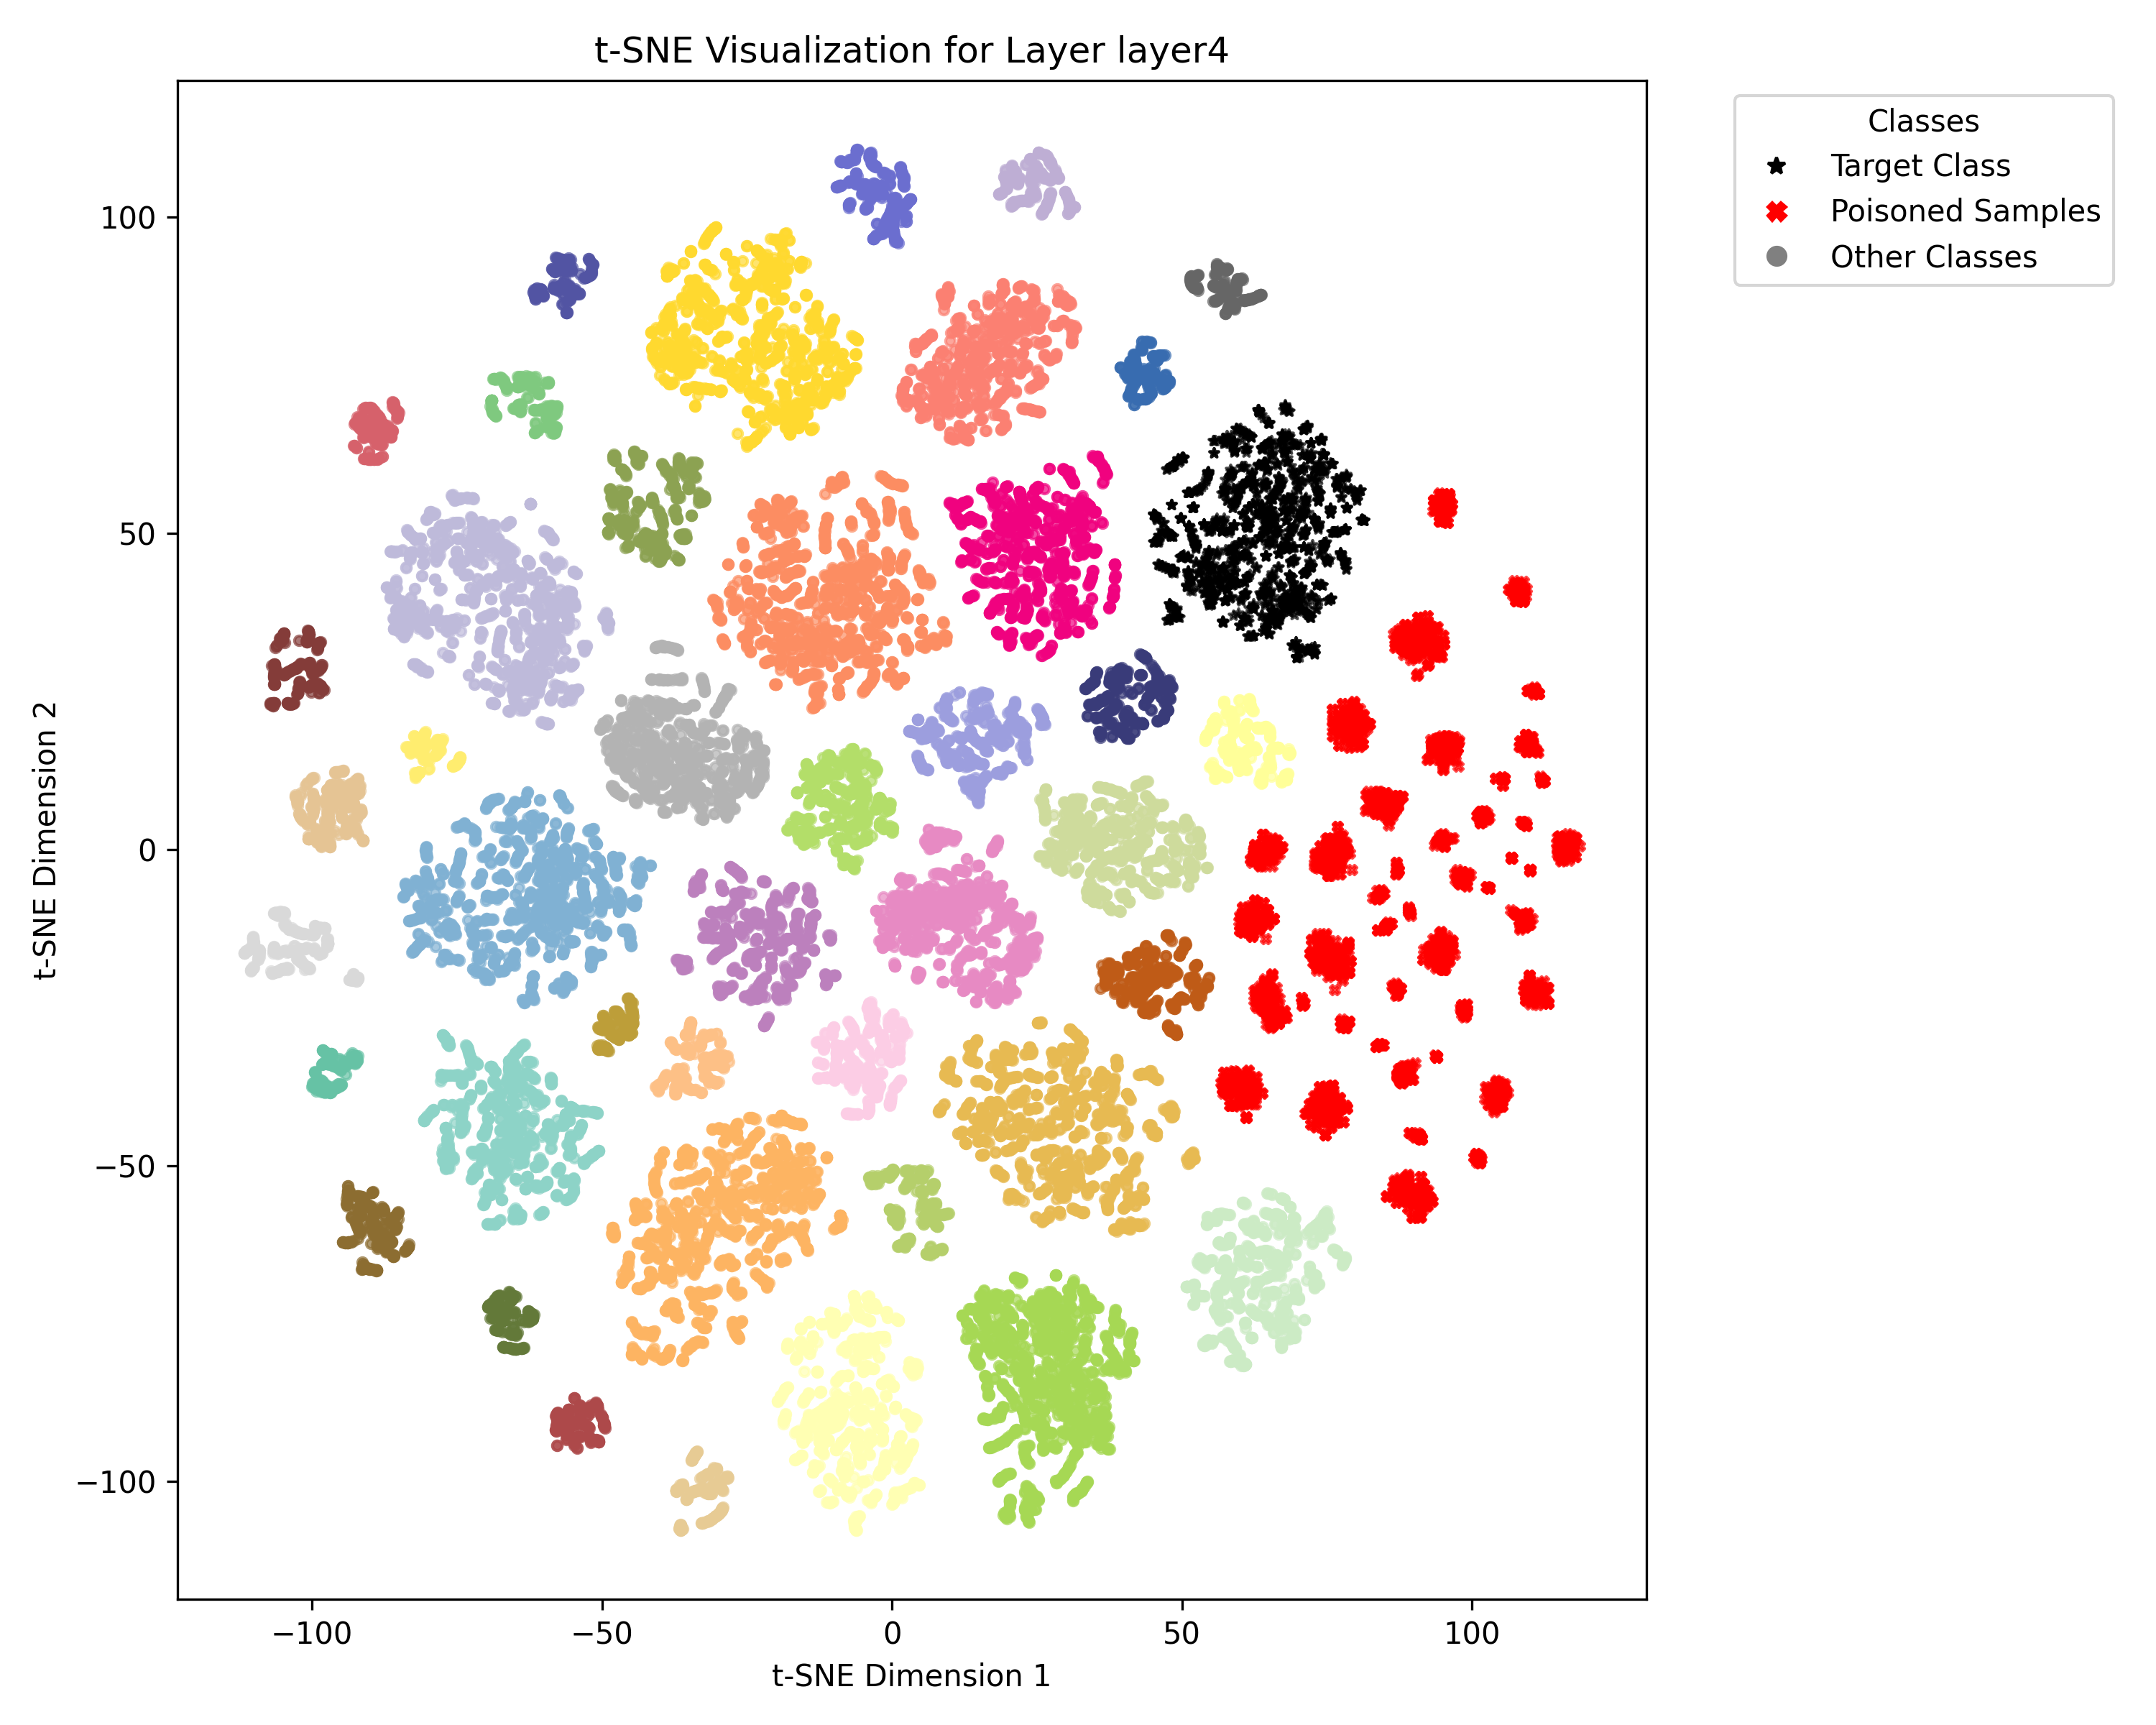 t-SNE Visualization for Layer layer4
Classes
Target Class
Poisoned Samples
Other Classes
100
50
0
−50
−100
t-SNE Dimension 2
−100
−50
0
50
100
t-SNE Dimension 1